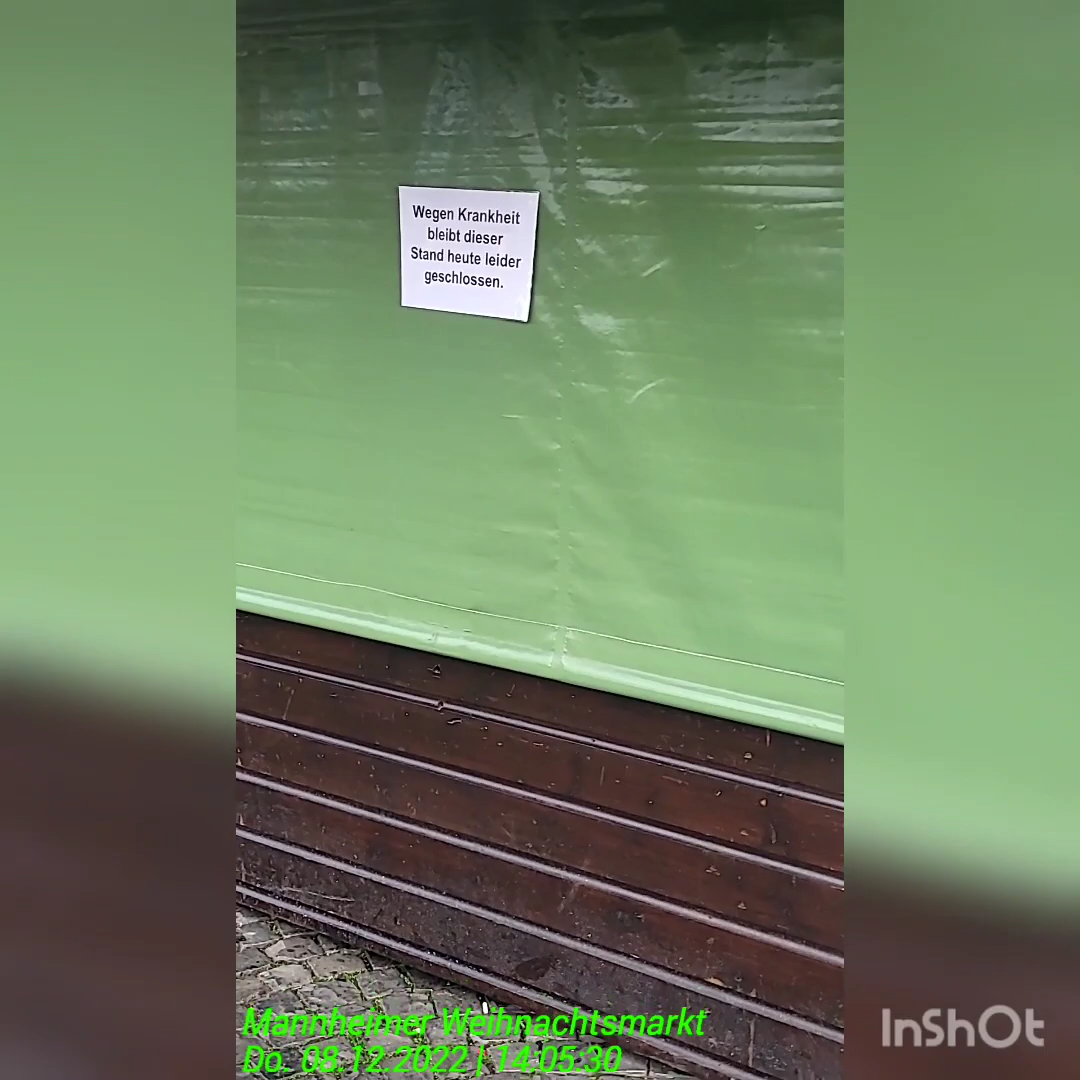 Wegen Krankheit
bleibt dieser
Stand heute leider
geschlossen.
Mannheimer Weihnachtsmarkt
Do. 08.12.2022 | 14:05:30
InShOt